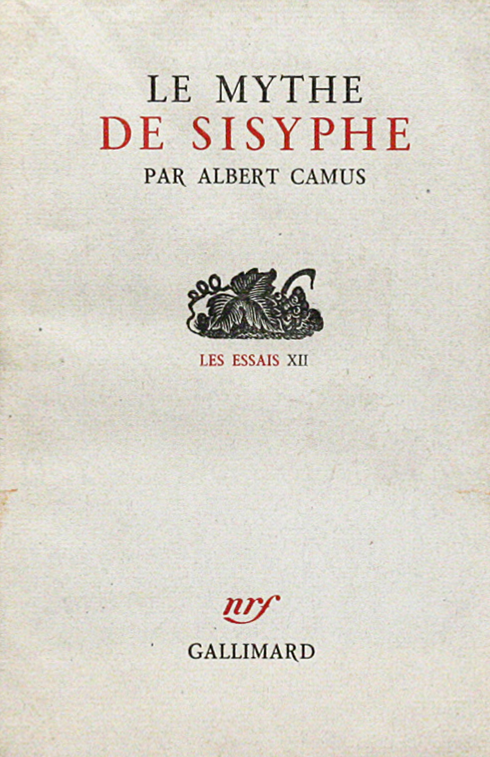 LE MYTHE
DE SISYPHE
PAR ALBERT CAMUS
LES ESSAIS XII
nrf
GALLIMARD